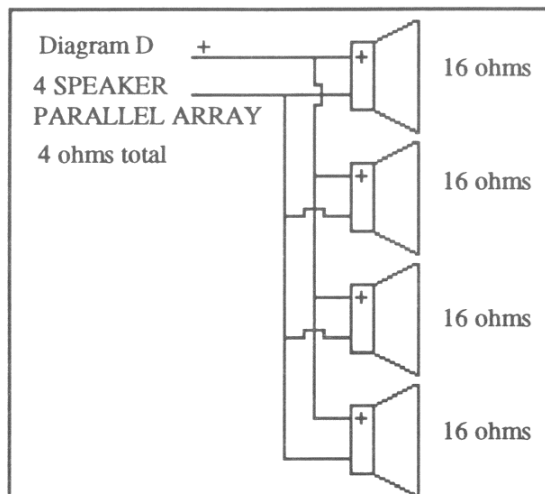 Diagram D +
4 SPEAKER
PARALLEL ARRAY
4 ohms total
+ 16 ohms
+ 16 ohms
+ 16 ohms
+ 16 ohms